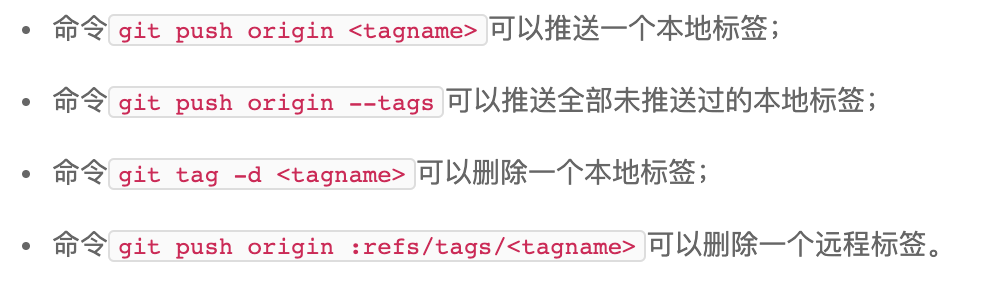 命令git push origin <tagname>可以推送一个本地标签；
命令git push origin --tags可以推送全部未推送过的本地标签；
命令git tag -d <tagname>可以删除一个本地标签；
命令git push origin :refs/tags/<tagname>可以删除一个远程标签。